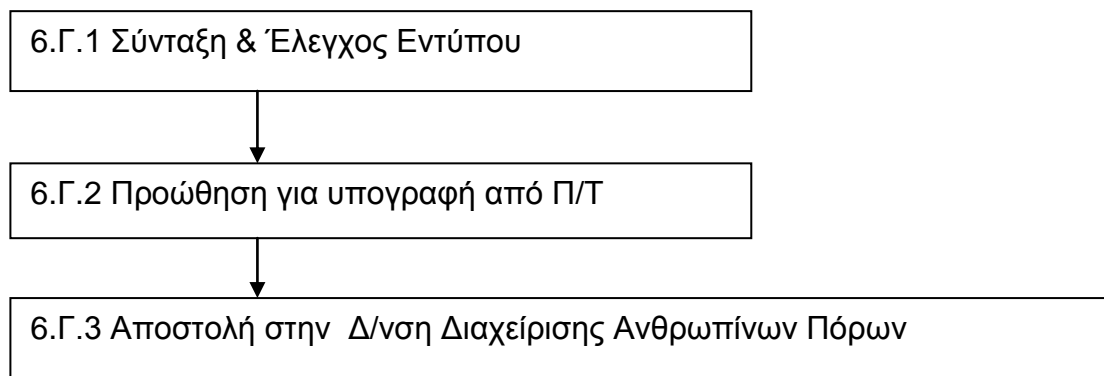 6.Γ.1 Σύνταξη & Έλεγχος Εντύπου
6.Γ.2 Προώθηση για υπογραφή από Π/Τ
6.Γ.3 Αποστολή στην Δ/νση Διαχείρισης Ανθρωπίνων Πόρων